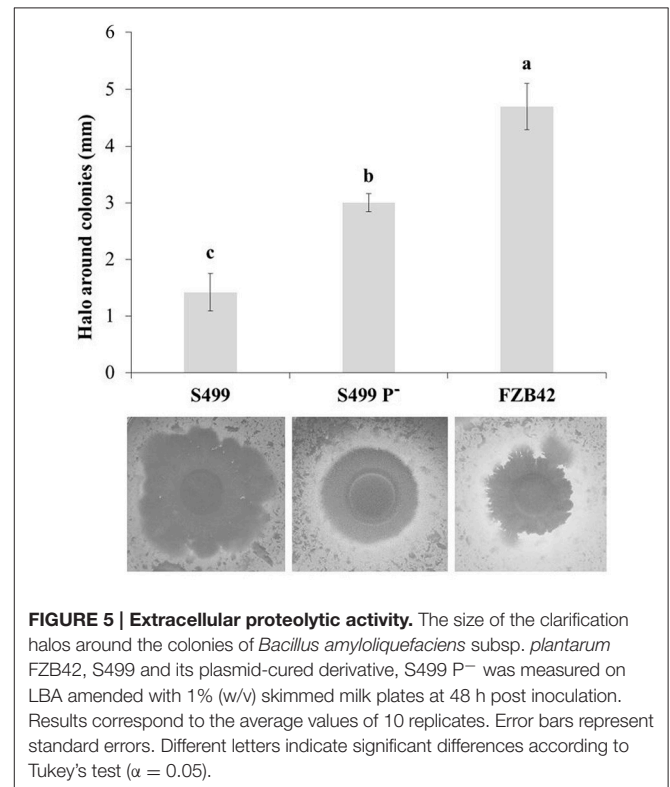 6
5
4
3
2
1
0
Halo around colonies (mm)
c
b
a
S499
S499 P⁻
FZB42
FIGURE 5 | Extracellular proteolytic activity. The size of the clarification
halos around the colonies of Bacillus amyloliquefaciens subsp. plantarum
FZB42, S499 and its plasmid-cured derivative, S499 P⁻ was measured on
LBA amended with 1% (w/v) skimmed milk plates at 48 h post inoculation.
Results correspond to the average values of 10 replicates. Error bars represent
standard errors. Different letters indicate significant differences according to
Tukey's test (α = 0.05).